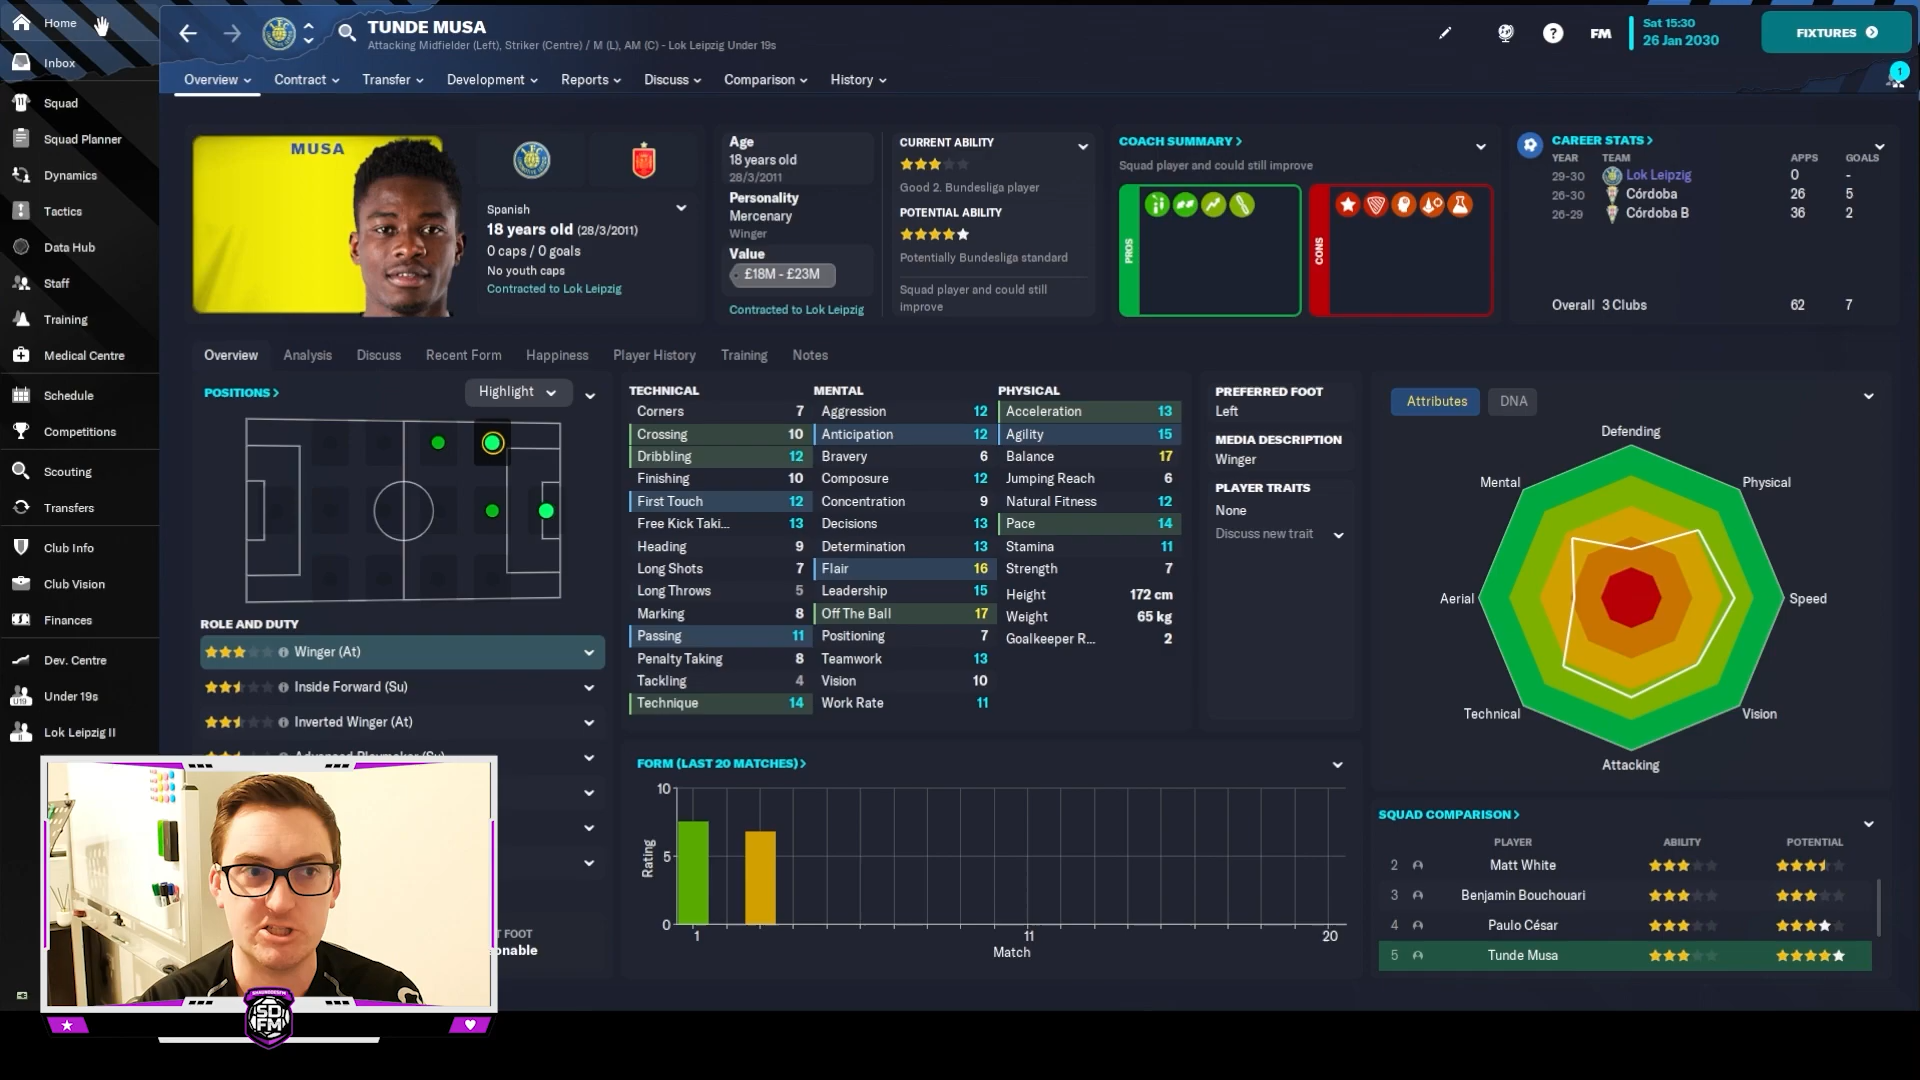 Home
Inbox
Squad
Squad Planner
Dynamics
Tactics
Data Hub
Staff
Training
Medical Centre
Schedule
Competitions
Scouting
Transfers
Club Info
Club Vision
Finances
Dev. Centre
Under 19s
Lok Leipzig II
TUNDE MUSA
Attacking Midfielder (Left), Striker (Centre) / M (L), AM (C) - Lok Leipzig Under 19s
FM
Sat 15:30
26 Jan 2030
FIXTURES
1
Overview Contract Transfer Development Reports Discuss Comparison History
MUSA
Spanish
18 years old (28/3/2011)
0 caps / 0 goals
No youth caps
Contracted to Lok Leipzig
Age
18 years old
28/3/2011
Personality
Mercenary
Winger
Value
£18M - £23M
Contracted to Lok Leipzig
CURRENT ABILITY
Good 2. Bundesliga player
POTENTIAL ABILITY
Potentially Bundesliga standard
Squad player and could still
improve
COACH SUMMARY >
Squad player and could still improve
PROS
CONS
CAREER STATS >
YEAR TEAM APPS GOALS
29-30 Lok Leipzig 0 -
26-30 Córdoba 26 5
26-29 Córdoba B 36 2
Overall 3 Clubs 62 7
Overview Analysis Discuss Recent Form Happiness Player History Training Notes
POSITIONS >
Highlight
ROLE AND DUTY
Winger (At)
Inside Forward (Su)
Inverted Winger (At)
Advanced Playmaker (Su)
T FOOT
onable
SDFM
TECHNICAL
Corners 7
Crossing 10
Dribbling 12
Finishing 10
First Touch 12
Free Kick Taki... 13
Heading 9
Long Shots 7
Long Throws 5
Marking 8
Passing 11
Penalty Taking 8
Tackling 4
Technique 14
MENTAL
Aggression 12
Anticipation 12
Bravery 6
Composure 12
Concentration 9
Decisions 13
Determination 13
Flair 16
Leadership 15
Off The Ball 17
Positioning 7
Teamwork 13
Vision 10
Work Rate 11
PHYSICAL
Acceleration 13
Agility 15
Balance 17
Jumping Reach 6
Natural Fitness 12
Pace 14
Stamina 11
Strength 7
Height 172 cm
Weight 65 kg
Goalkeeper R... 2
PREFERRED FOOT
Left
MEDIA DESCRIPTION
Winger
PLAYER TRAITS
None
Discuss new trait
Attributes DNA
Defending
Physical
Speed
Vision
Attacking
Technical
Aerial
Mental
FORM (LAST 20 MATCHES) >
Rating
10
5
0
1 11 20
Match
SQUAD COMPARISON >
PLAYER ABILITY POTENTIAL
2 Matt White
3 Benjamin Bouchouari
4 Paulo César
5 Tunde Musa